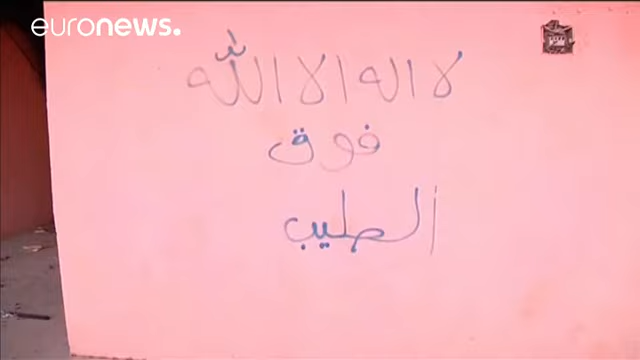 euronews.
لا اله الا الله
فوق
الصليب